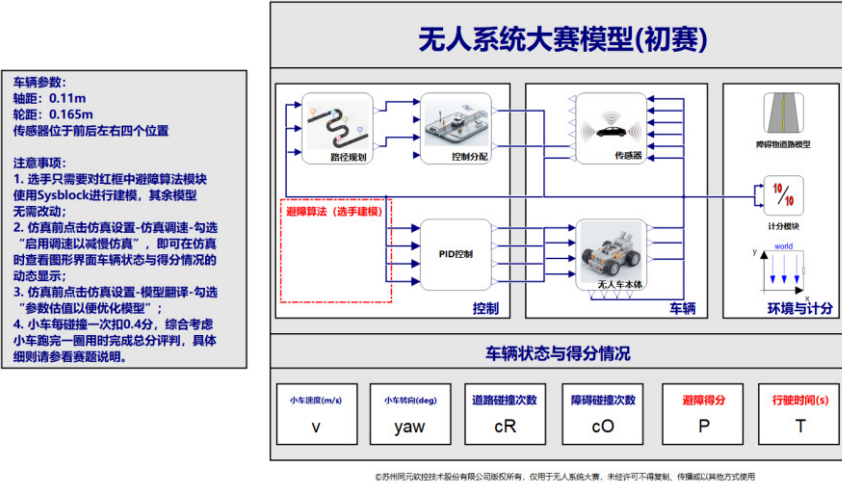 无人系统大赛模型(初赛)
车辆参数:
轴距：0.11m
轮距：0.165m
传感器位于前后左右四个位置
注意事项:
1. 选手只需要对红框中避障算法模块
使用Sysblock进行建模，其余模型
无需改动；
2. 仿真前点击仿真设置-仿真调速-勾选
“启用调速以减慢仿真”，即可在仿真
时查看图形界面车辆状态与得分情况的
动态显示；
3. 仿真前点击仿真设置-模型翻译-勾选
“参数估值以便优化模型”；
4. 小车每碰撞一次扣0.4分，综合考虑
小车跑完一圈用时完成总分评判，具体
细则请参看赛题说明。
路径规划
控制分配
避障算法（选手建模）
PID控制
控制
传感器
无人车本体
车辆
障碍物道路模型
10/10
计分模块
y
world
x
环境与计分
车辆状态与得分情况
小车速度(m/s)
v
小车转向(deg)
yaw
道路碰撞次数
cR
障碍碰撞次数
cO
避障得分
P
行驶时间(s)
T
©苏州同元软控技术股份有限公司版权所有，仅用于无人系统大赛，未经许可不得复制、传播或以其他方式使用